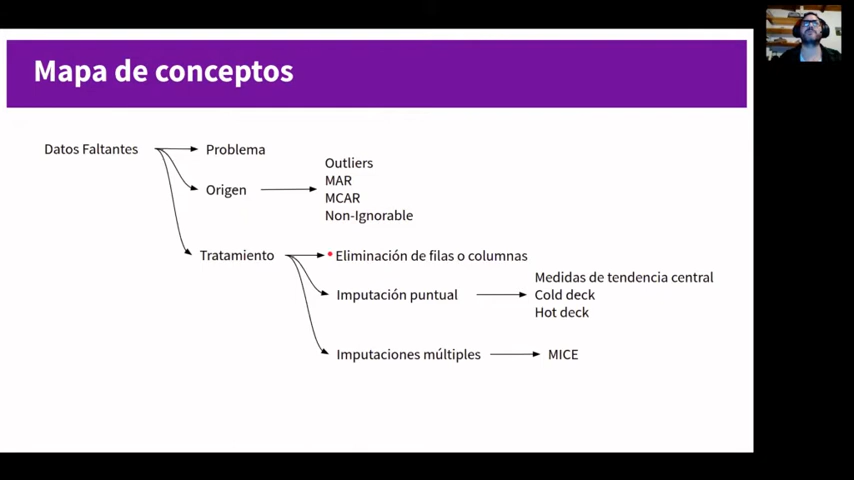 Mapa de conceptos
Datos Faltantes
Problema
Origen
Outliers
MAR
MCAR
Non-Ignorable
Tratamiento
Eliminación de filas o columnas
Imputación puntual
Medidas de tendencia central
Cold deck
Hot deck
Imputaciones múltiples
MICE